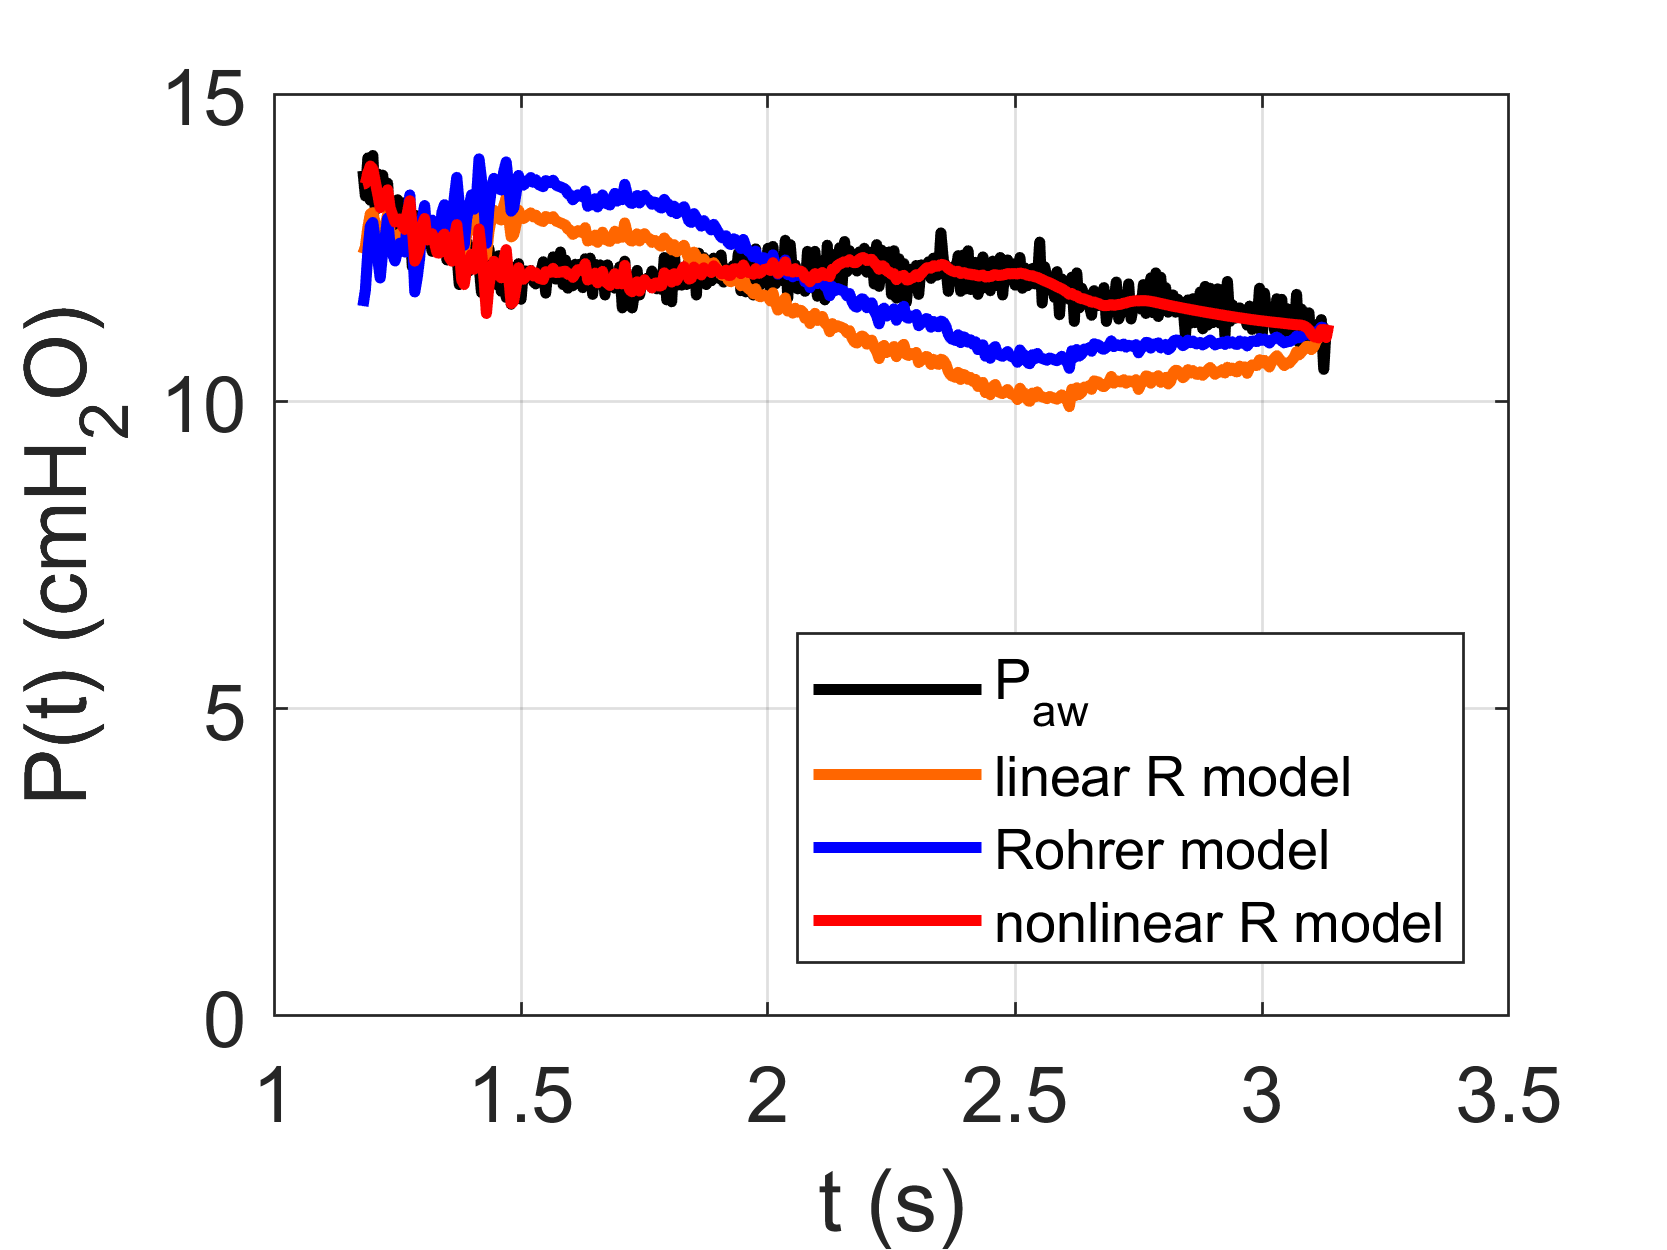 15
10
5
0
P(t) (cmH2O)
1 1.5 2 2.5 3 3.5
t (s)
Paw
linear R model
Rohrer model
nonlinear R model